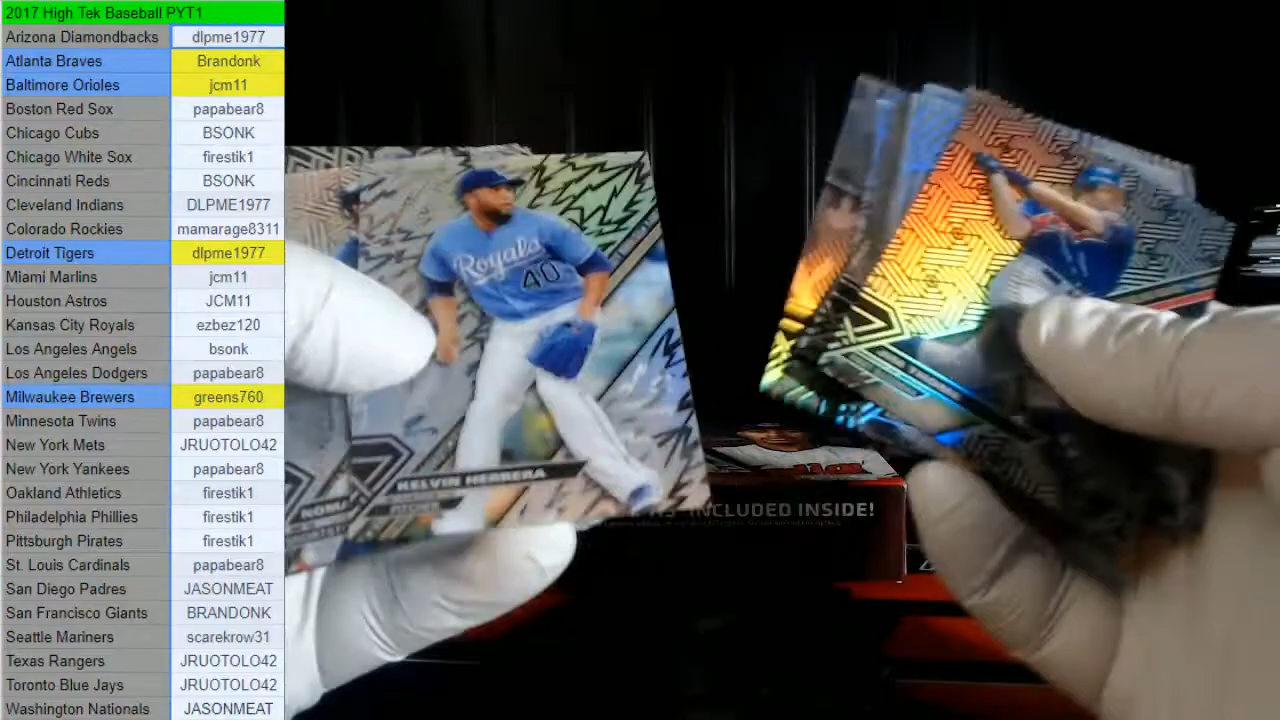 2017 High Tek Baseball PYT1
Arizona Diamondbacks dlpme1977
Atlanta Braves Brandonk
Baltimore Orioles jcm11
Boston Red Sox papabear8
Chicago Cubs BSONK
Chicago White Sox firestik1
Cincinnati Reds BSONK
Cleveland Indians DLPME1977
Colorado Rockies mamarage8311
Detroit Tigers dlpme1977
Miami Marlins jcm11
Houston Astros JCM11
Kansas City Royals ezbez120
Los Angeles Angels bsonk
Los Angeles Dodgers papabear8
Milwaukee Brewers greens760
Minnesota Twins papabear8
New York Mets JRUOTOLO42
New York Yankees papabear8
Oakland Athletics firestik1
Philadelphia Phillies firestik1
Pittsburgh Pirates firestik1
St. Louis Cardinals papabear8
San Diego Padres JASONMEAT
San Francisco Giants BRANDONK
Seattle Mariners scarekrow31
Texas Rangers JRUOTOLO42
Toronto Blue Jays JRUOTOLO42
Washington Nationals JASONMEAT
Royals
40
KELVIN HERRERA
PITCHER
NOMA
INCLUDED INSIDE!